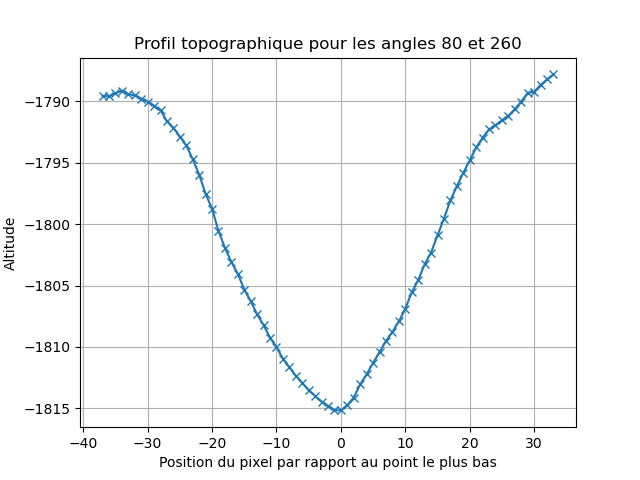 Profil topographique pour les angles 80 et 260
Altitude
−1790
−1795
−1800
−1805
−1810
−1815
−40 −30 −20 −10 0 10 20 30
Position du pixel par rapport au point le plus bas